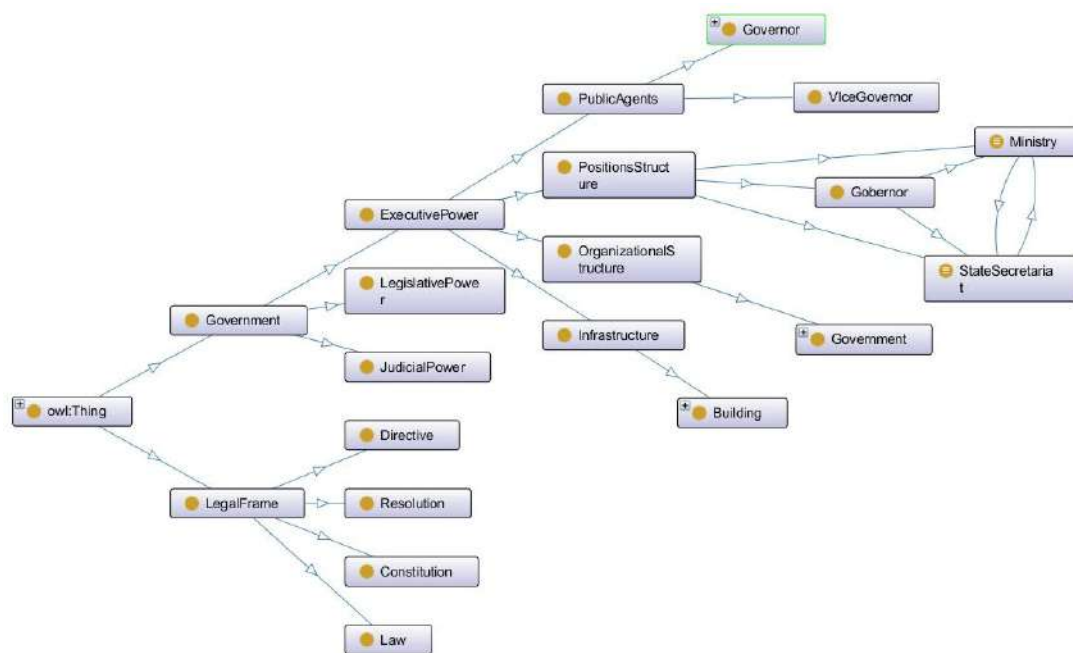 Governor
PublicAgents
VIceGovernor
Ministry
PositionsStruct
ure
Gobernor
ExecutivePower
OrganizationalS
tructure
StateSecretaria
t
LegislativePowe
r
Government
Infrastructure
Government
JudicialPower
owl:Thing
Building
Directive
LegalFrame
Resolution
Constitution
Law